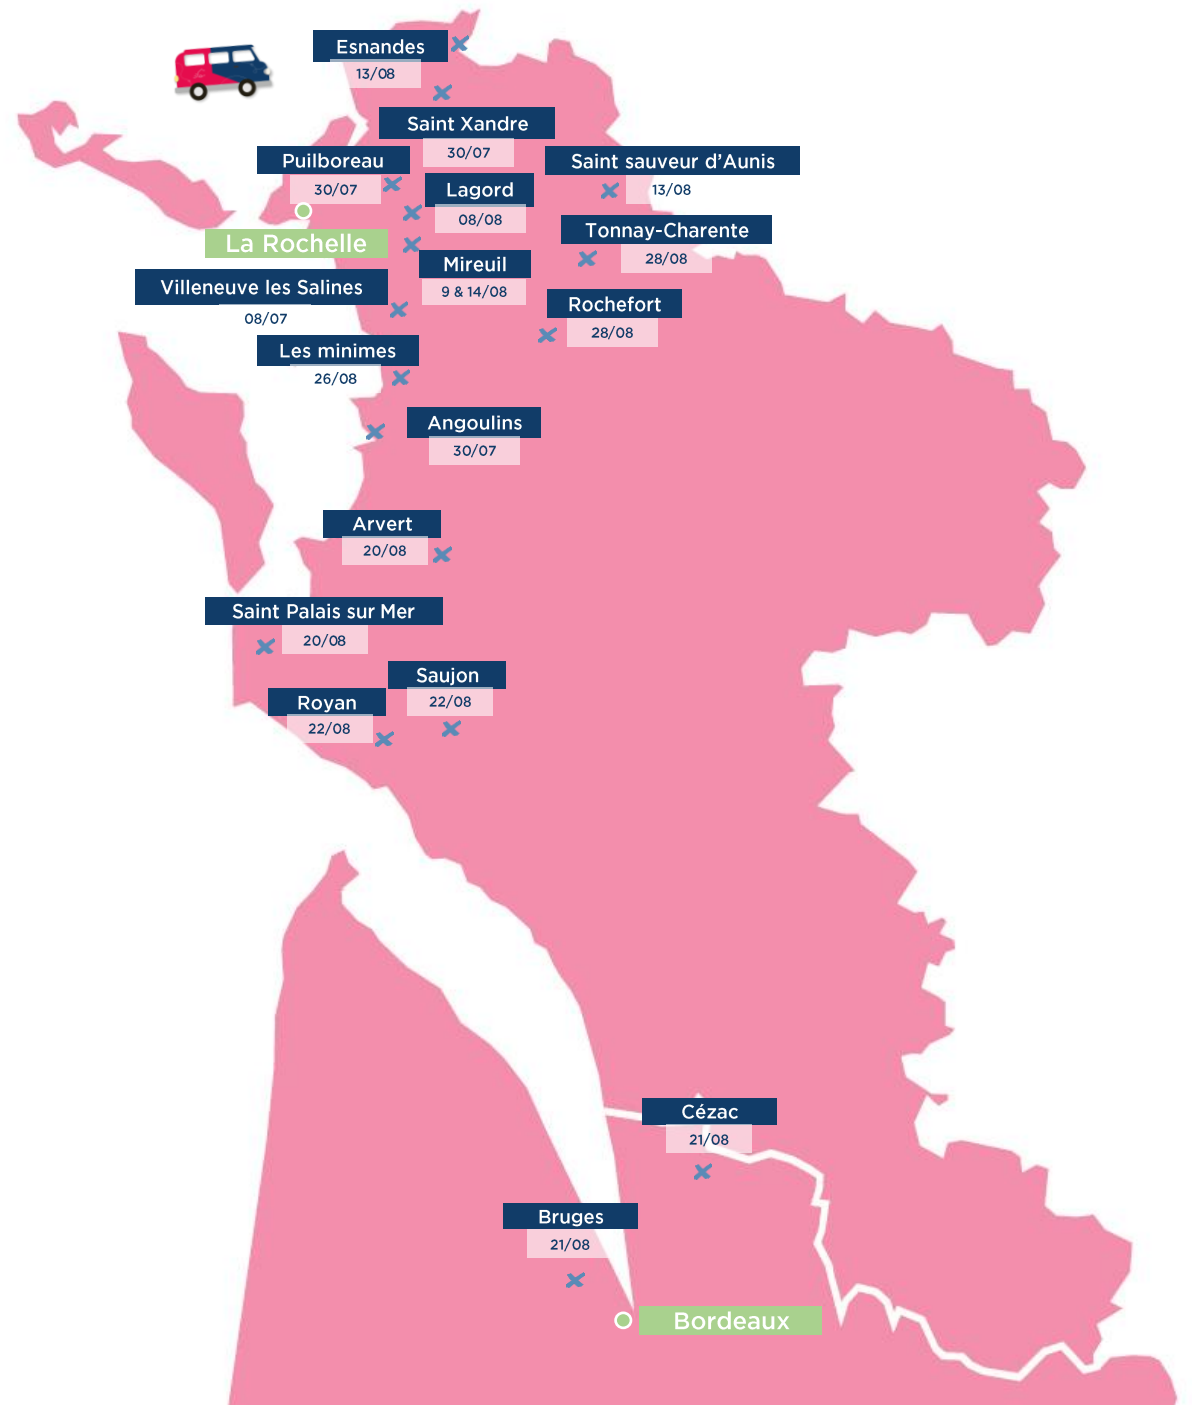 Esnandes
13/08
Saint Xandre
30/07
Puilboreau
30/07
Saint sauveur d'Aunis
13/08
Lagord
08/08
La Rochelle
Tonnay-Charente
28/08
Mireuil
9 & 14/08
Villeneuve les Salines
08/07
Rochefort
28/08
Les minimes
26/08
Angoulins
30/07
Arvert
20/08
Saint Palais sur Mer
20/08
Saujon
22/08
Royan
22/08
Cézac
21/08
Bruges
21/08
Bordeaux